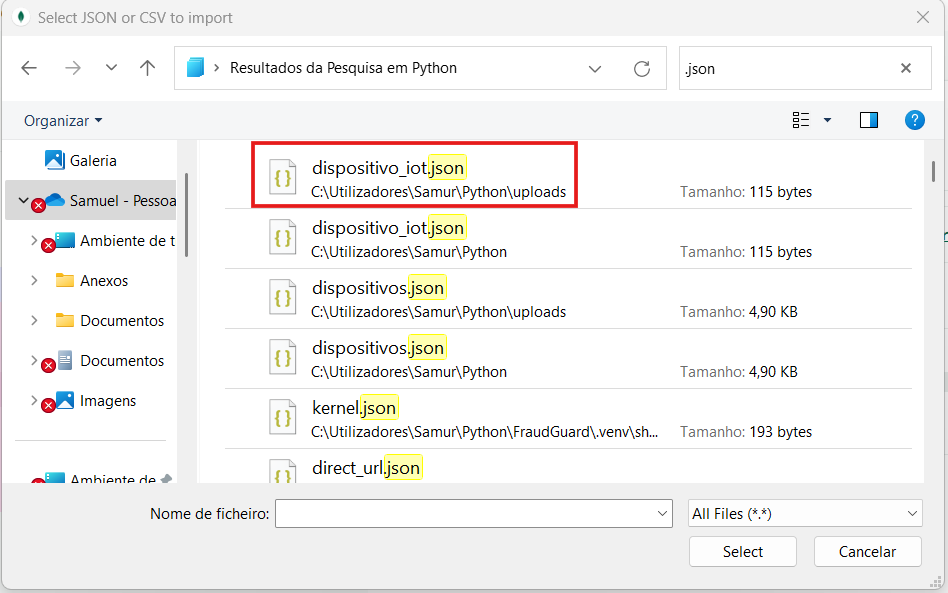 Select JSON or CSV to import
Resultados da Pesquisa em Python
.json
Organizar
Galeria
Samuel - Pessoa
Ambiente de t
Anexos
Documentos
Documentos
Imagens
Ambiente de
dispositivo_iot.json
C:\Utilizadores\Samur\Python\uploads
Tamanho: 115 bytes
dispositivo_iot.json
C:\Utilizadores\Samur\Python
Tamanho: 115 bytes
dispositivos.json
C:\Utilizadores\Samur\Python\uploads
Tamanho: 4,90 KB
dispositivos.json
C:\Utilizadores\Samur\Python
Tamanho: 4,90 KB
kernel.json
C:\Utilizadores\Samur\Python\FraudGuard\.venv\sh...
Tamanho: 193 bytes
direct_url.json
Nome de ficheiro:
All Files (*.*)
Select
Cancelar